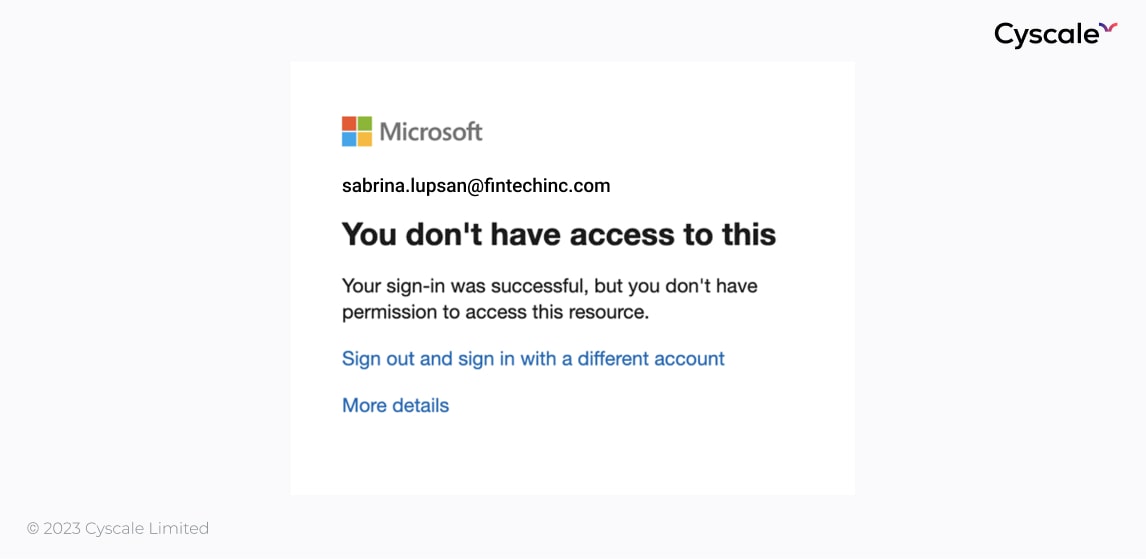 Cyscale
Microsoft
sabrina.lupsan@fintechinc.com
You don't have access to this
Your sign-in was successful, but you don't have
permission to access this resource.
Sign out and sign in with a different account
More details
© 2023 Cyscale Limited